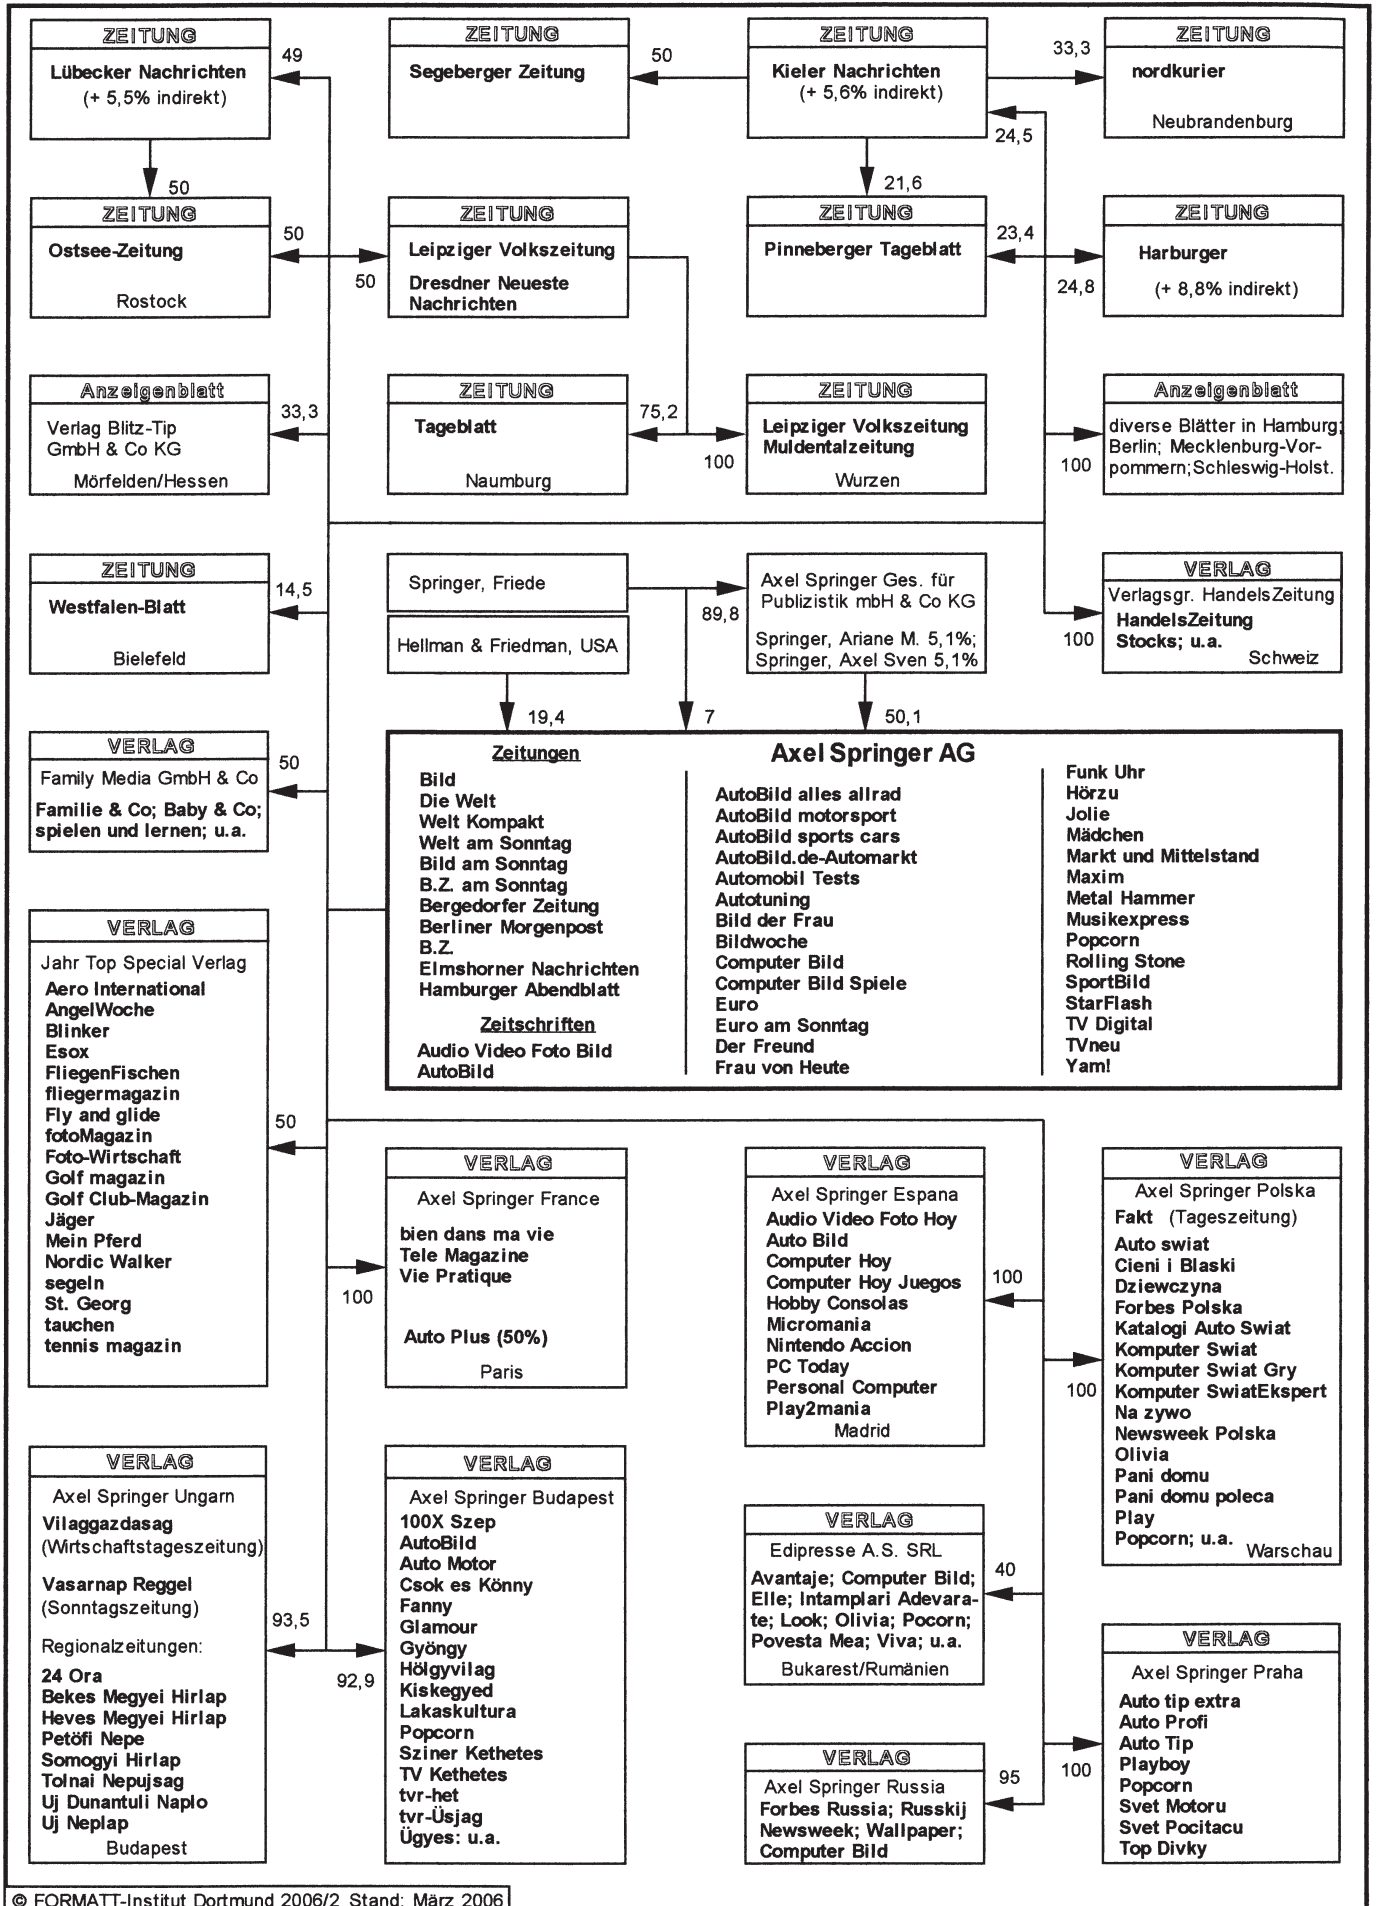 ZEITUNG
Lübecker Nachrichten
(+ 5,5% indirekt)
49
ZEITUNG
Segeberger Zeitung
50
ZEITUNG
Kieler Nachrichten
(+ 5,6% indirekt)
33,3
24,5
ZEITUNG
nordkurier
Neubrandenburg
50
21,6
ZEITUNG
Ostsee-Zeitung
Rostock
50
50
ZEITUNG
Leipziger Volkszeitung
Dresdner Neueste
Nachrichten
ZEITUNG
Pinneberger Tageblatt
23,4
24,8
ZEITUNG
Harburger
(+ 8,8% indirekt)
Anzeigenblatt
Verlag Blitz-Tip
GmbH & Co KG
Mörfelden/Hessen
33,3
ZEITUNG
Tageblatt
Naumburg
75,2
100
ZEITUNG
Leipziger Volkszeitung
Muldentalzeitung
Wurzen
100
Anzeigenblatt
diverse Blätter in Hamburg;
Berlin; Mecklenburg-Vor-
pommern;Schleswig-Holst.
ZEITUNG
Westfalen-Blatt
Bielefeld
14,5
Springer, Friede
Hellman & Friedman, USA
89,8
Axel Springer Ges. für
Publizistik mbH & Co KG
Springer, Ariane M. 5,1%;
Springer, Axel Sven 5,1%
100
VERLAG
Verlagsgr. HandelsZeitung
HandelsZeitung
Stocks; u.a.
Schweiz
19,4
7
50,1
VERLAG
Family Media GmbH & Co
Familie & Co; Baby & Co;
spielen und lernen; u.a.
50
Axel Springer AG
Zeitungen
Bild
Die Welt
Welt Kompakt
Welt am Sonntag
Bild am Sonntag
B.Z. am Sonntag
Bergedorfer Zeitung
Berliner Morgenpost
B.Z.
Elmshorner Nachrichten
Hamburger Abendblatt
Zeitschriften
Audio Video Foto Bild
AutoBild
AutoBild alles allrad
AutoBild motorsport
AutoBild sports cars
AutoBild.de-Automarkt
Automobil Tests
Autotuning
Bild der Frau
Bildwoche
Computer Bild
Computer Bild Spiele
Euro
Euro am Sonntag
Der Freund
Frau von Heute
Funk Uhr
Hörzu
Jolie
Mädchen
Markt und Mittelstand
Maxim
Metal Hammer
Musikexpress
Popcorn
Rolling Stone
SportBild
StarFlash
TV Digital
TVneu
Yam!
VERLAG
Jahr Top Special Verlag
Aero International
AngelWoche
Blinker
Esox
FliegenFischen
fliegermagazin
Fly and glide
fotoMagazin
Foto-Wirtschaft
Golf magazin
Golf Club-Magazin
Jäger
Mein Pferd
Nordic Walker
segeln
St. Georg
tauchen
tennis magazin
50
100
VERLAG
Axel Springer France
bien dans ma vie
Tele Magazine
Vie Pratique
Auto Plus (50%)
Paris
VERLAG
Axel Springer Espana
Audio Video Foto Hoy
Auto Bild
Computer Hoy
Computer Hoy Juegos
Hobby Consolas
Micromania
Nintendo Accion
PC Today
Personal Computer
Play2mania
Madrid
100
100
VERLAG
Axel Springer Polska
Fakt (Tageszeitung)
Auto swiat
Cieni i Blaski
Dziewczyna
Forbes Polska
Katalogi Auto Swiat
Komputer Swiat
Komputer Swiat Gry
Komputer SwiatEkspert
Na zywo
Newsweek Polska
Olivia
Pani domu
Pani domu poleca
Play
Popcorn; u.a.
Warschau
VERLAG
Axel Springer Ungarn
Vilaggazdasag
(Wirtschaftstageszeitung)
Vasarnap Reggel
(Sonntagszeitung)
Regionalzeitungen:
24 Ora
Bekes Megyei Hirlap
Heves Megyei Hirlap
Petöfi Nepe
Somogyi Hirlap
Tolnai Nepujsag
Uj Dunantuli Naplo
Uj Neplap
Budapest
93,5
92,9
VERLAG
Axel Springer Budapest
100X Szep
AutoBild
Auto Motor
Csok es Könny
Fanny
Glamour
Gyöngy
Hölgyvilag
Kiskegyed
Lakaskultura
Popcorn
Sziner Kethetes
TV Kethetes
tvr-het
tvr-Üsjag
Ügyes: u.a.
VERLAG
Edipresse A.S. SRL
Avantaje; Computer Bild;
Elle; Intamplari Adevara-
te; Look; Olivia; Pocorn;
Povesta Mea; Viva; u.a.
Bukarest/Rumänien
40
VERLAG
Axel Springer Russia
Forbes Russia; Russkij
Newsweek; Wallpaper;
Computer Bild
95
100
VERLAG
Axel Springer Praha
Auto tip extra
Auto Profi
Auto Tip
Playboy
Popcorn
Svet Motoru
Svet Pocitacu
Top Divky
© FORMATT-Institut Dortmund 2006/2 Stand: März 2006